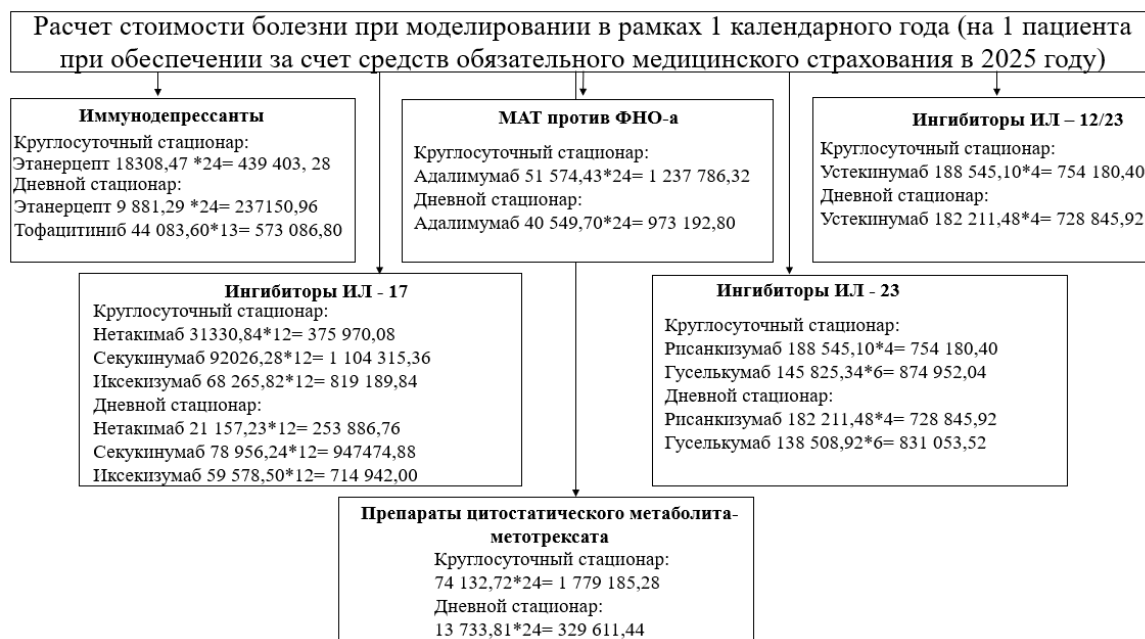 Расчет стоимости болезни при моделировании в рамках 1 календарного года (на 1 пациента
при обеспечении за счет средств обязательного медицинского страхования в 2025 году)
Иммунодепрессанты
Круглосуточный стационар:
Этанерцепт 18308,47 *24= 439 403, 28
Дневной стационар:
Этанерцепт 9 881,29 *24= 237150,96
Тофацитиниб 44 083,60*13= 573 086,80
МАТ против ФНО-а
Круглосуточный стационар:
Адалимумаб 51 574,43*24= 1 237 786,32
Дневной стационар:
Адалимумаб 40 549,70*24= 973 192,80
Ингибиторы ИЛ – 12/23
Круглосуточный стационар:
Устекинумаб 188 545,10*4= 754 180,40
Дневной стационар:
Устекинумаб 182 211,48*4= 728 845,92
Ингибиторы ИЛ - 17
Круглосуточный стационар:
Нетакимаб 31330,84*12= 375 970,08
Секукинумаб 92026,28*12= 1 104 315,36
Иксекизумаб 68 265,82*12= 819 189,84
Дневной стационар:
Нетакимаб 21 157,23*12= 253 886,76
Секукинумаб 78 956,24*12= 947474,88
Иксекизумаб 59 578,50*12= 714 942,00
Ингибиторы ИЛ - 23
Круглосуточный стационар:
Рисанкизумаб 188 545,10*4= 754 180,40
Гуселькумаб 145 825,34*6= 874 952,04
Дневной стационар:
Рисанкизумаб 182 211,48*4= 728 845,92
Гуселькумаб 138 508,92*6= 831 053,52
Препараты цитостатического метаболита-
метотрексата
Круглосуточный стационар:
74 132,72*24= 1 779 185,28
Дневной стационар:
13 733,81*24= 329 611,44